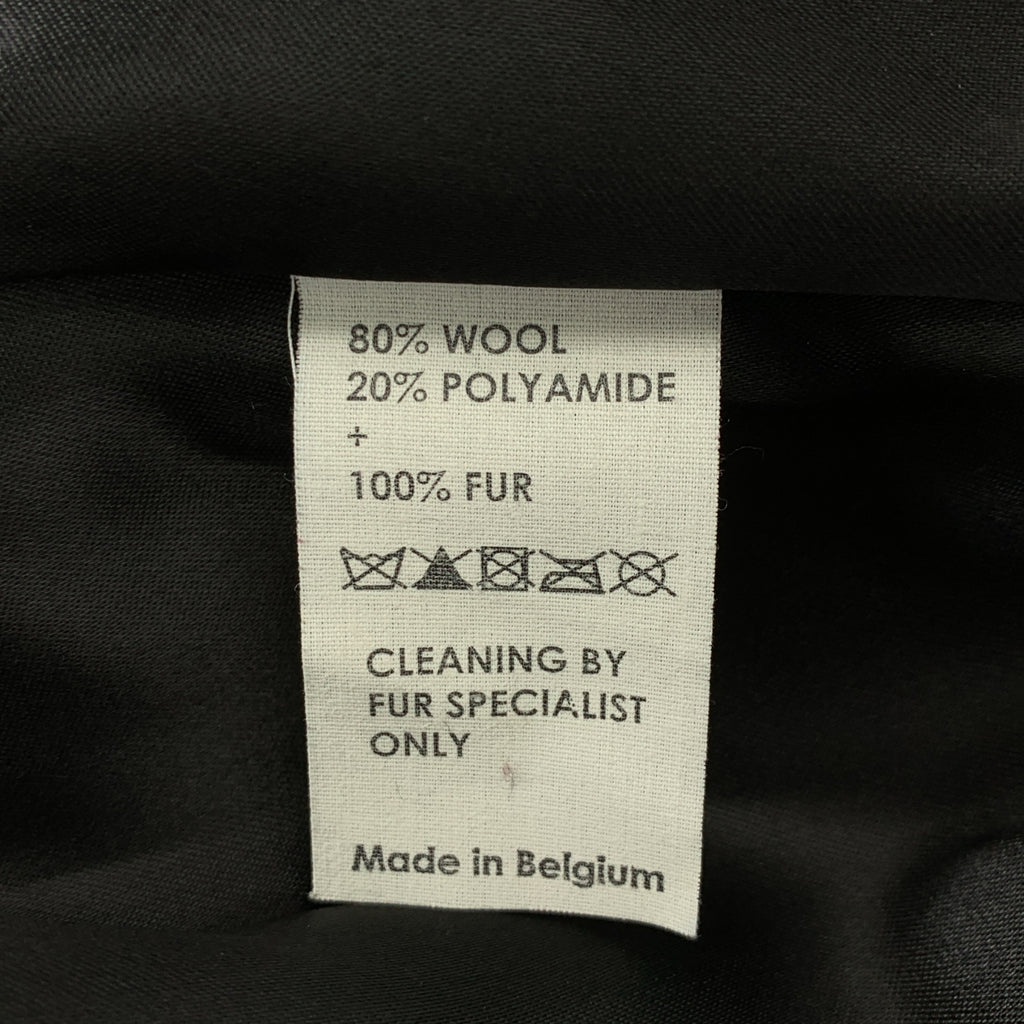 80% WOOL
20% POLYAMIDE
÷
100% FUR
CLEANING BY
FUR SPECIALIST
ONLY
Made in Belgium